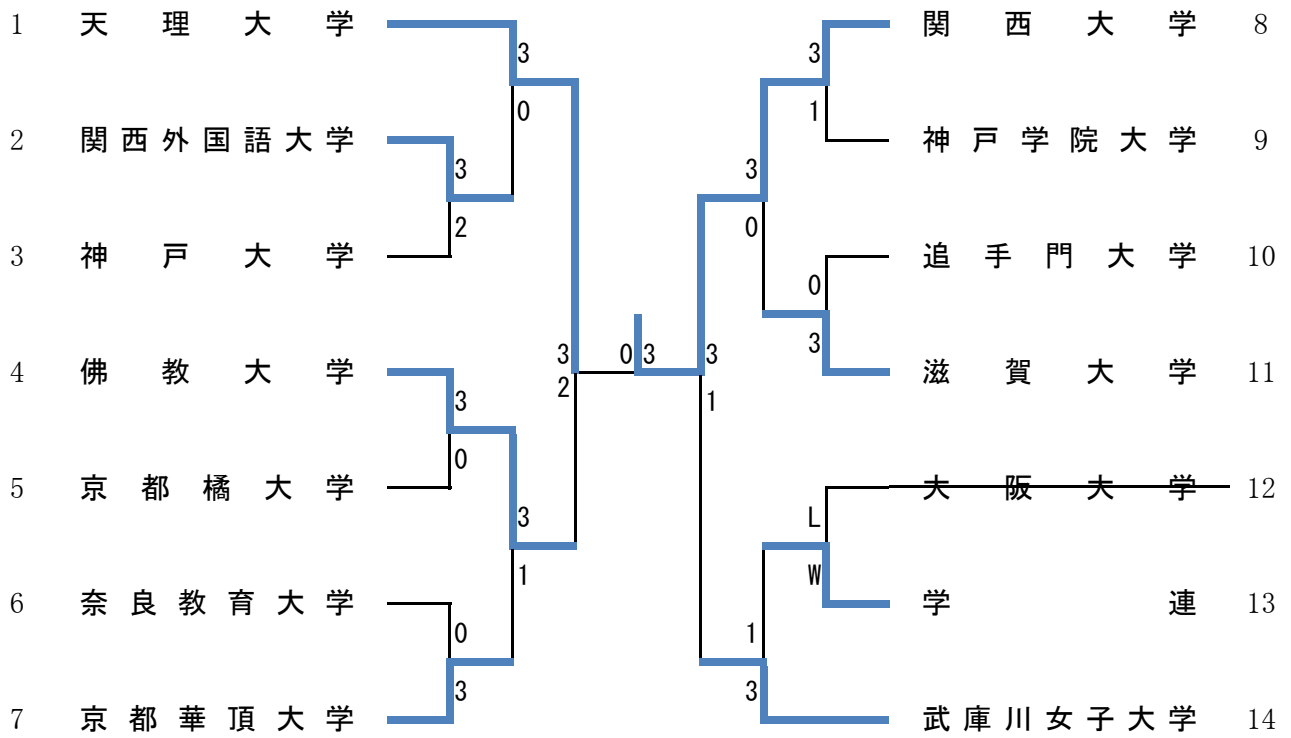 1 天理大学 3 3 関西大学 8
0 1
2 関西外国語大学 神戸学院大学 9
3 3
2 0
3 神戸大学 追手門大学 10
0
3 0 3 3 3
4 佛教大学 滋賀大学 11
2 1
3
0
5 京都橘大学 大阪大学 12
3 L
1 W
6 奈良教育大学 学連 13
0 1
3 3
7 京都華頂大学 武庫川女子大学 14